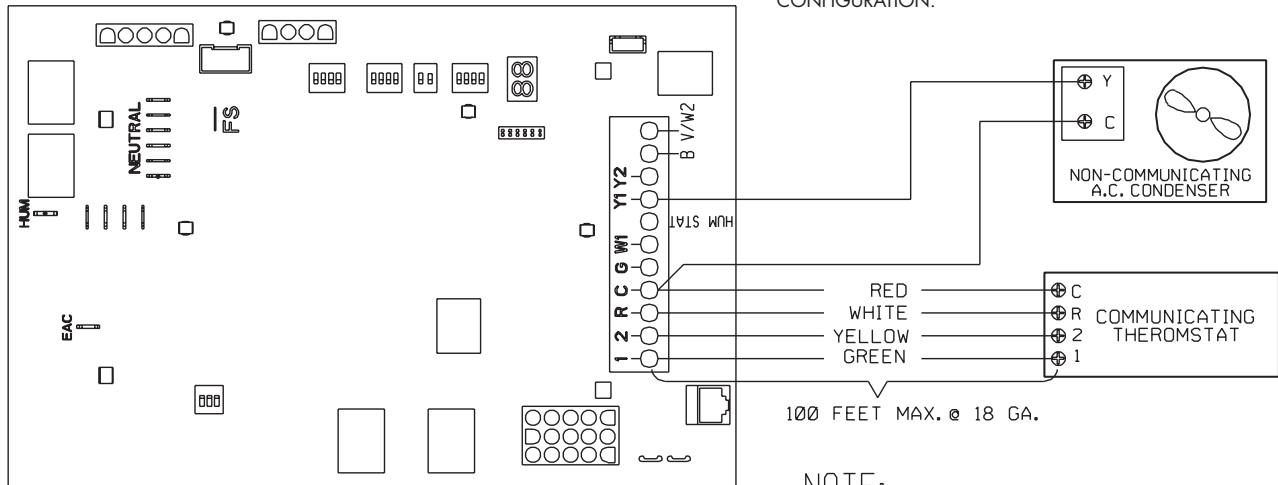 CONFIGURATION.
NEUTRAL
FS
HUM
EAC
B V/W2
Y1 Y2
HUM STAT
W1
G
C
R
2
1
Y
C
NON-COMMUNICATING
A.C. CONDENSER
RED
WHITE
YELLOW
GREEN
C
R
2
1
COMMUNICATING
THEROMSTAT
100 FEET MAX. @ 18 GA.
NOTE: